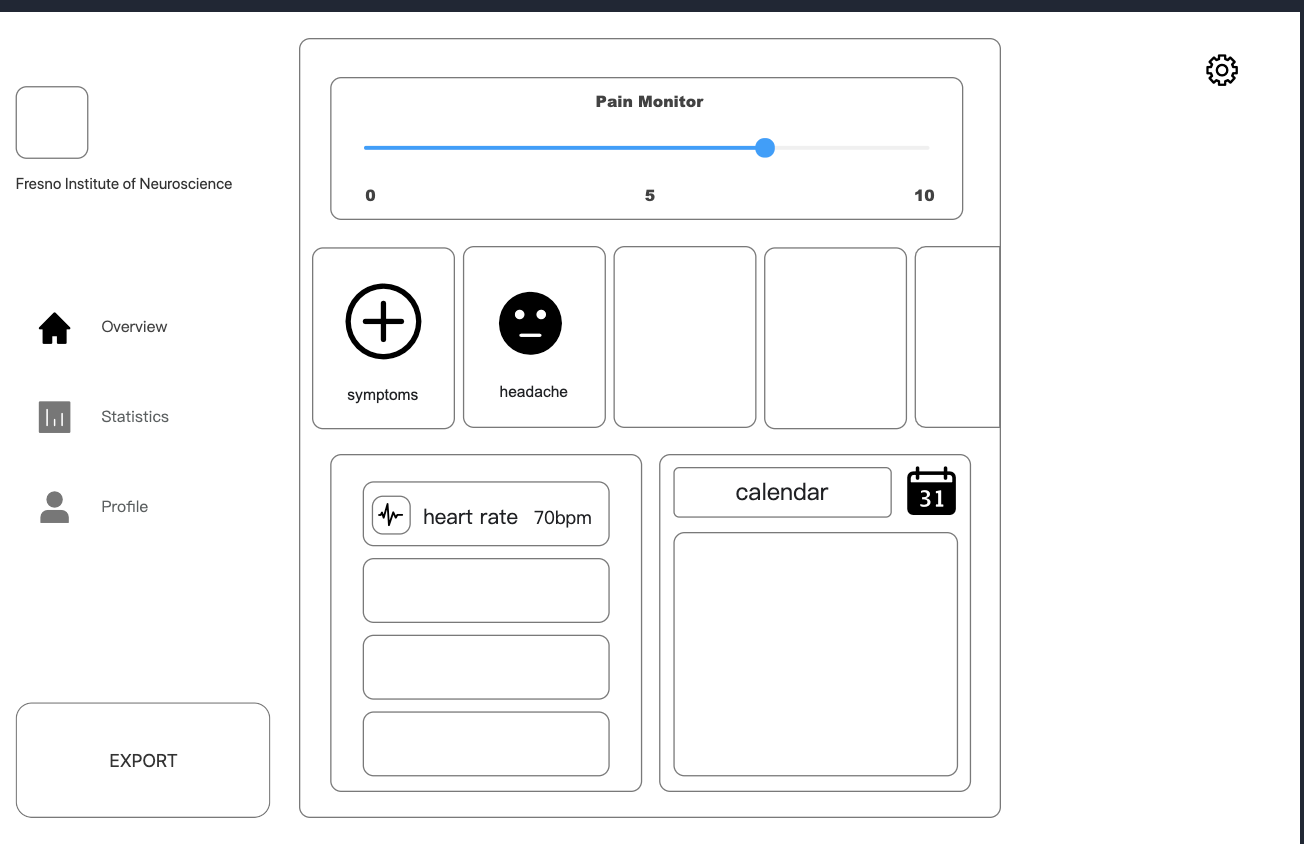 Pain Monitor
0 5 10
Fresno Institute of Neuroscience
Overview
Statistics
Profile
EXPORT
symptoms
headache
heart rate 70bpm
calendar
31